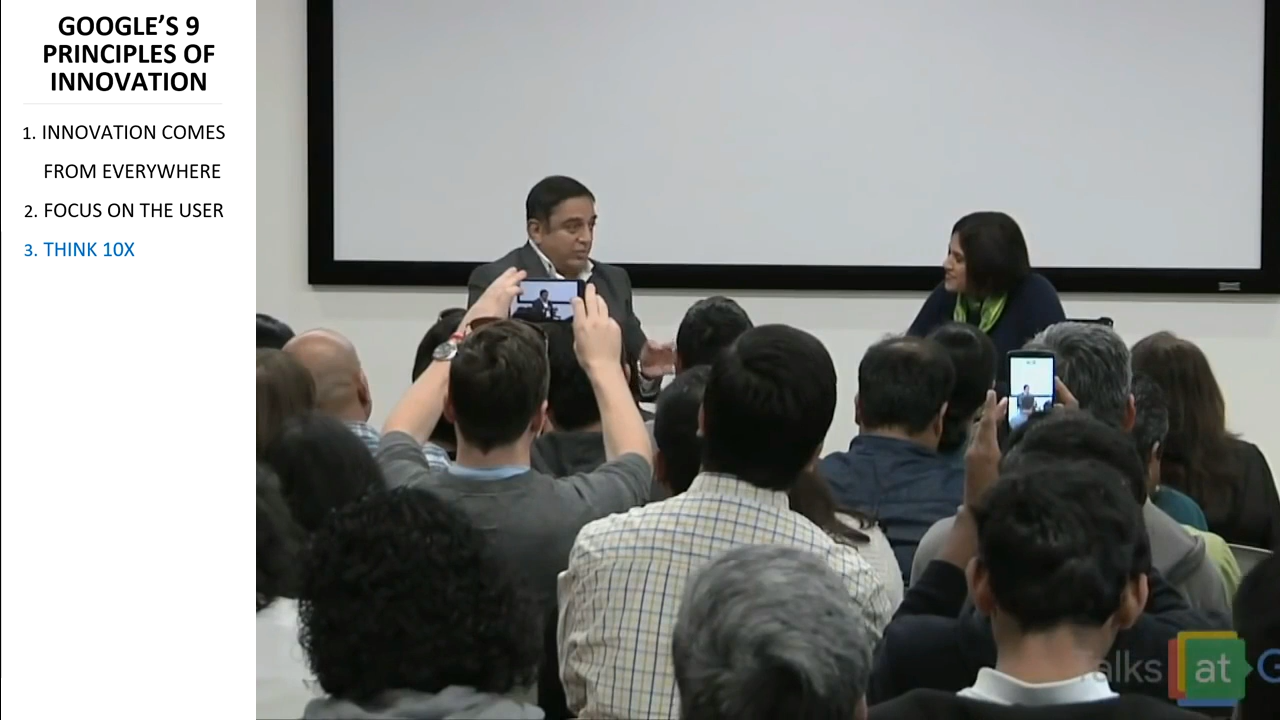 GOOGLE’S 9
PRINCIPLES OF
INNOVATION
1. INNOVATION COMES
FROM EVERYWHERE
2. FOCUS ON THE USER
3. THINK 10X
Talks at G